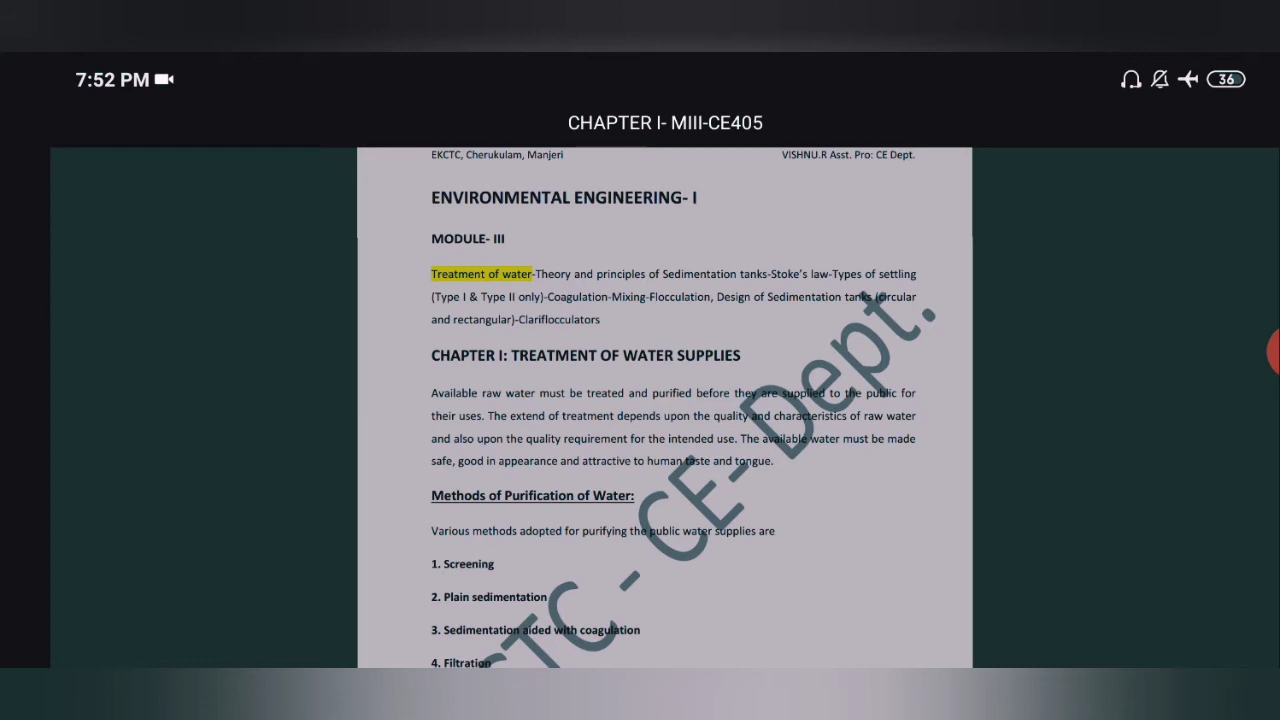 7:52 PM
36
CHAPTER I- MIII-CE405
EKCTC, Cherukulam, Manjeri VISHNU.R Asst. Pro: CE Dept.
ENVIRONMENTAL ENGINEERING- I
MODULE- III
Treatment of water-Theory and principles of Sedimentation tanks-Stoke's law-Types of settling
(Type I & Type II only)-Coagulation-Mixing-Flocculation, Design of Sedimentation tanks (circular
and rectangular)-Clariflocculators
CHAPTER I: TREATMENT OF WATER SUPPLIES
Available raw water must be treated and purified before they are supplied to the public for
their uses. The extend of treatment depends upon the quality and characteristics of raw water
and also upon the quality requirement for the intended use. The available water must be made
safe, good in appearance and attractive to human taste and tongue.
Methods of Purification of Water:
Various methods adopted for purifying the public water supplies are
1. Screening
2. Plain sedimentation
3. Sedimentation aided with coagulation
4. Filtration
CTC - CE- Dept.